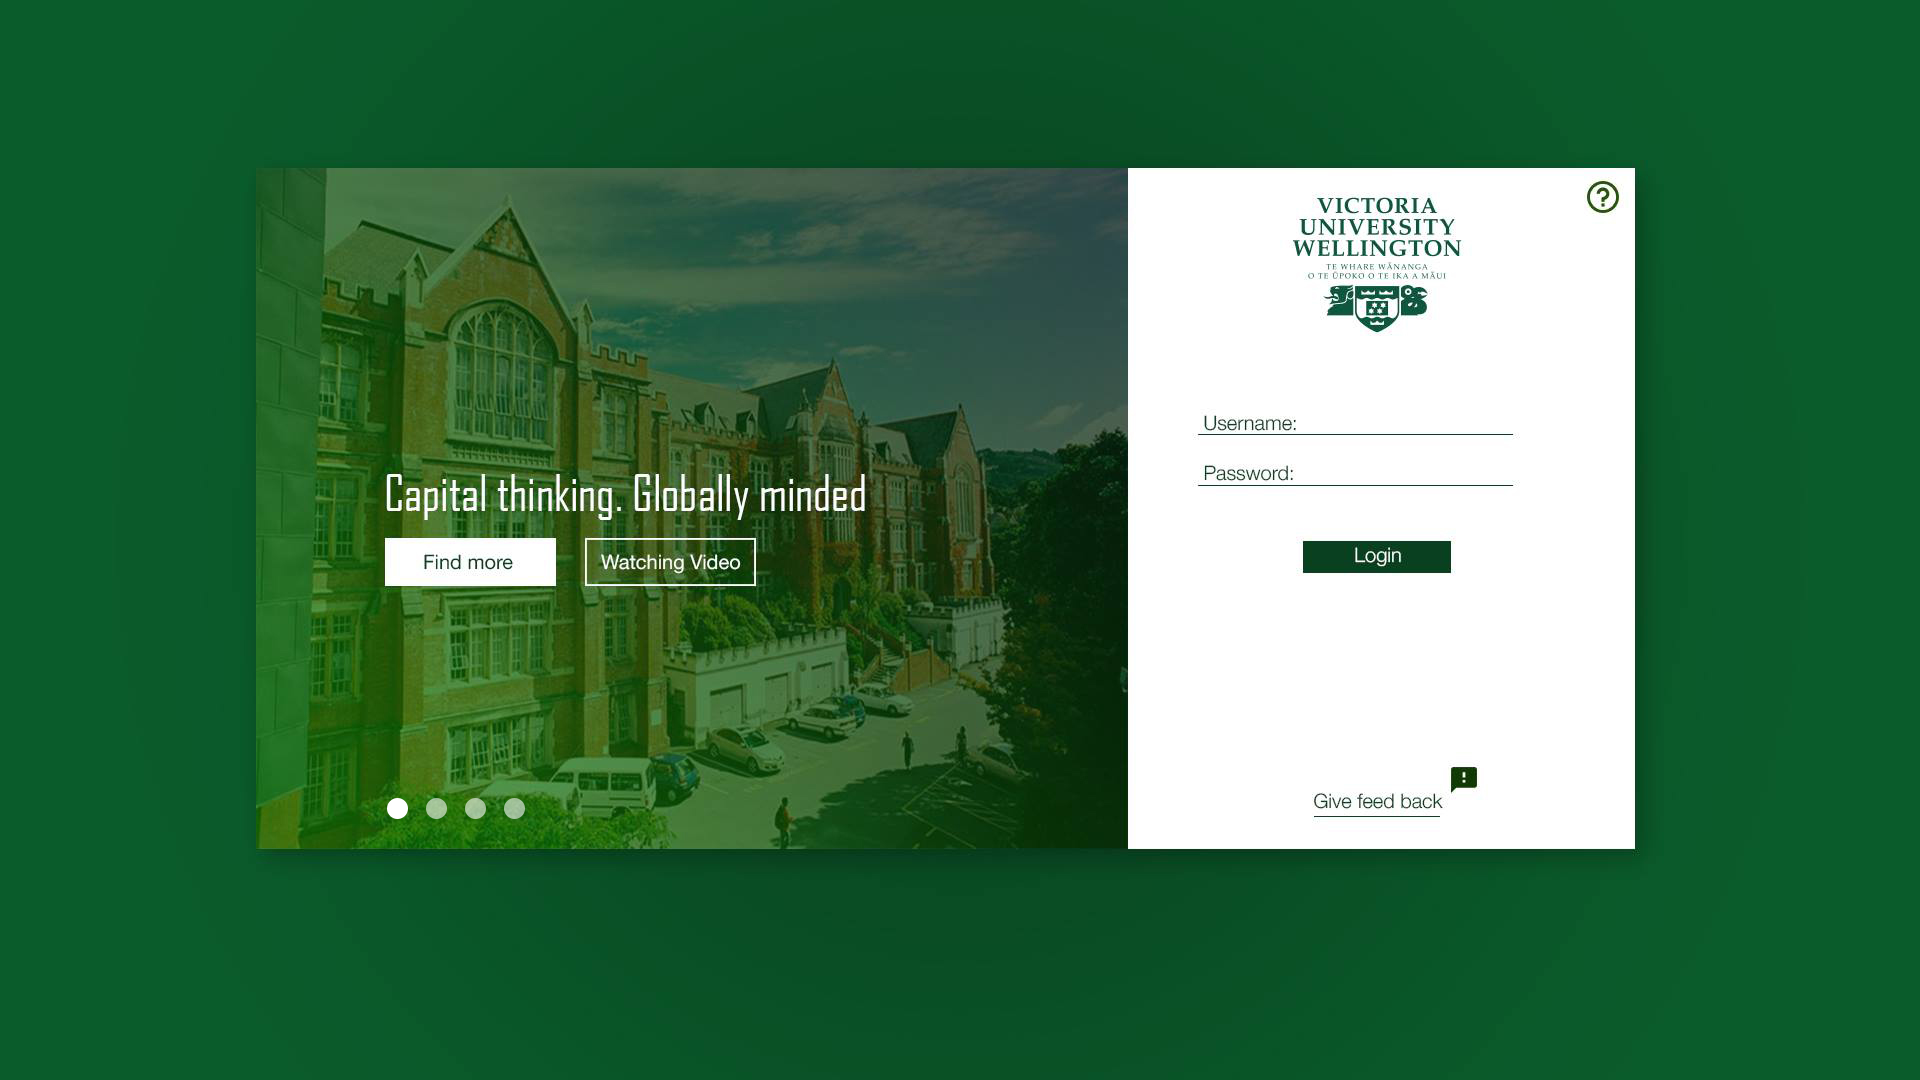 Capital thinking. Globally minded
Find more
Watching Video
VICTORIA
UNIVERSITY
WELLINGTON
TE WHARE WĀNANGA
O TE ŪPOKO O TE IKA A MĀUI
Username:
Password:
Login
Give feed back